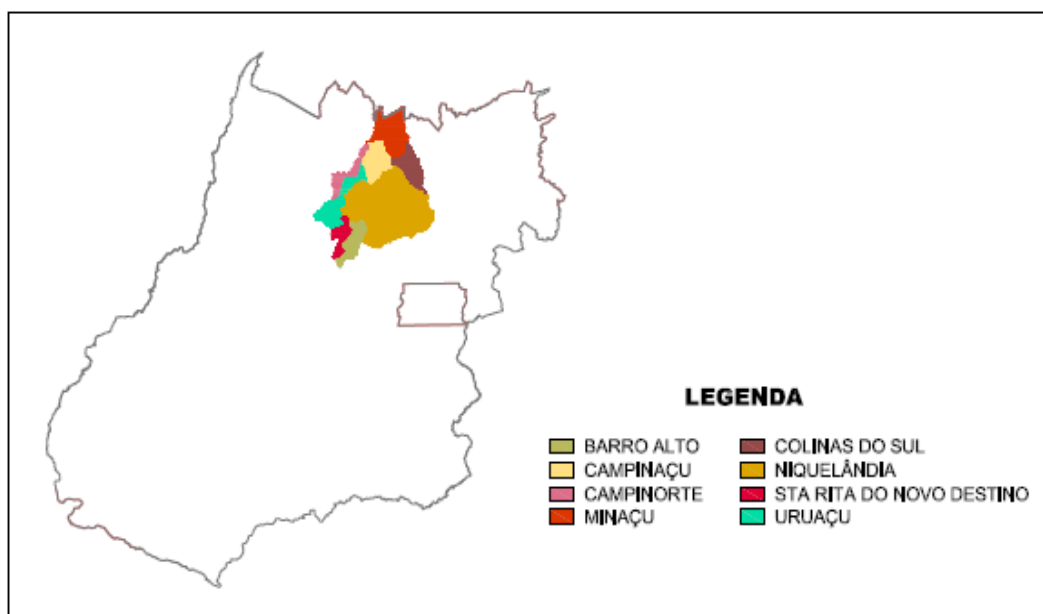 LEGENDA
BARRO ALTO
CAMPINAÇU
CAMPINORTE
MINAÇU
COLINAS DO SUL
NIQUELÂNDIA
STA RITA DO NOVO DESTINO
URUAÇU